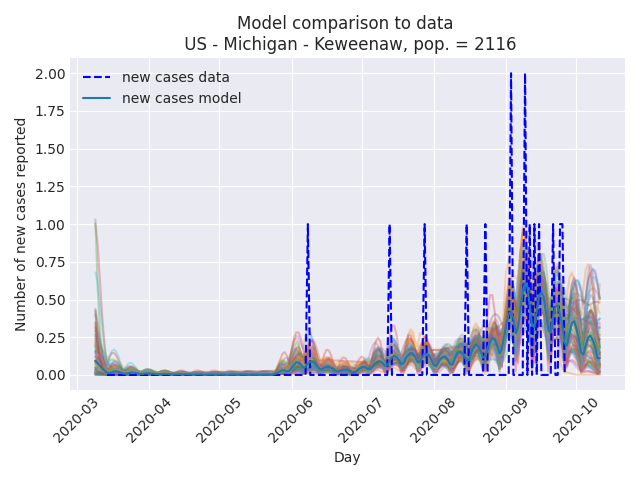 Model comparison to data
US - Michigan - Keweenaw, pop. = 2116
new cases data
new cases model
Number of new cases reported
2.00
1.75
1.50
1.25
1.00
0.75
0.50
0.25
0.00
2020-03
2020-04
2020-05
2020-06
2020-07
2020-08
2020-09
2020-10
Day